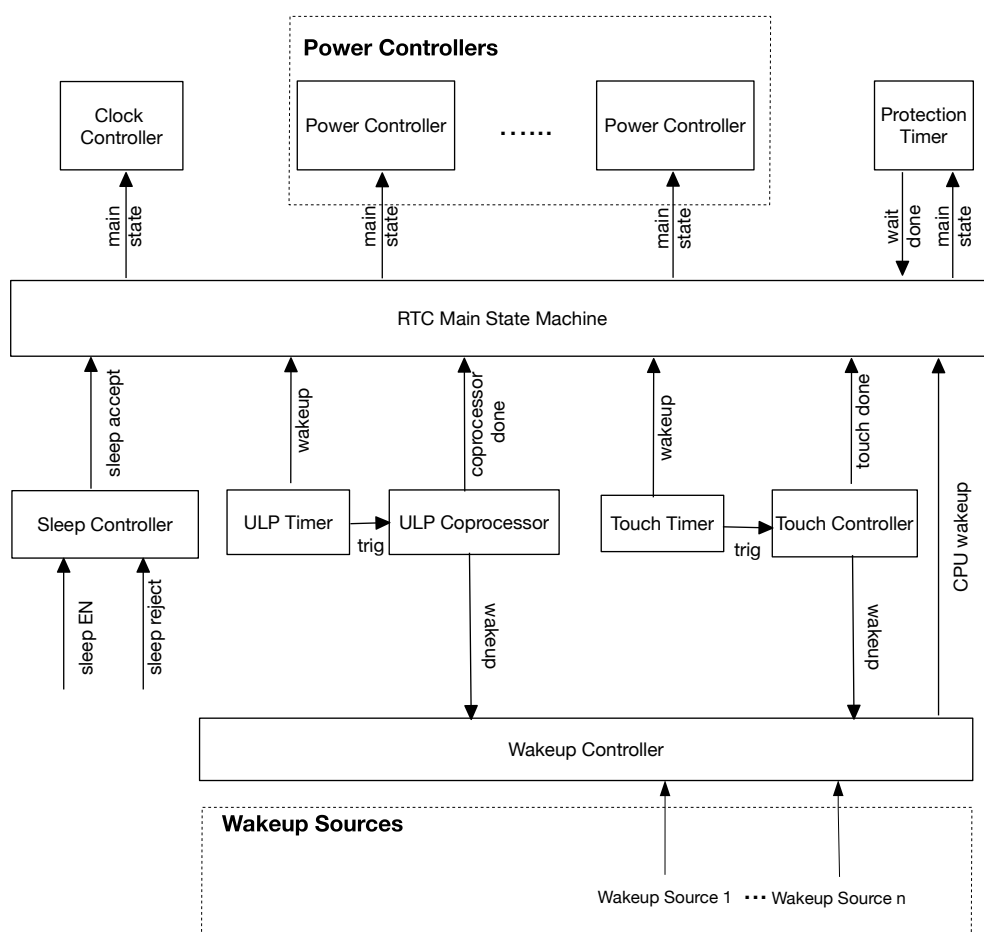 Power Controllers
Clock
Controller
Power Controller
.......
Power Controller
Protection
Timer
main
state
main
state
main
state
wait
done
main
state
RTC Main State Machine
sleep accept
wakeup
coprocessor
done
wakeup
touch done
CPU wakeup
Sleep Controller
ULP Timer
trig
ULP Coprocessor
Touch Timer
trig
Touch Controller
sleep EN
sleep reject
wakeup
wakeup
Wakeup Controller
Wakeup Sources
Wakeup Source 1 ... Wakeup Source n